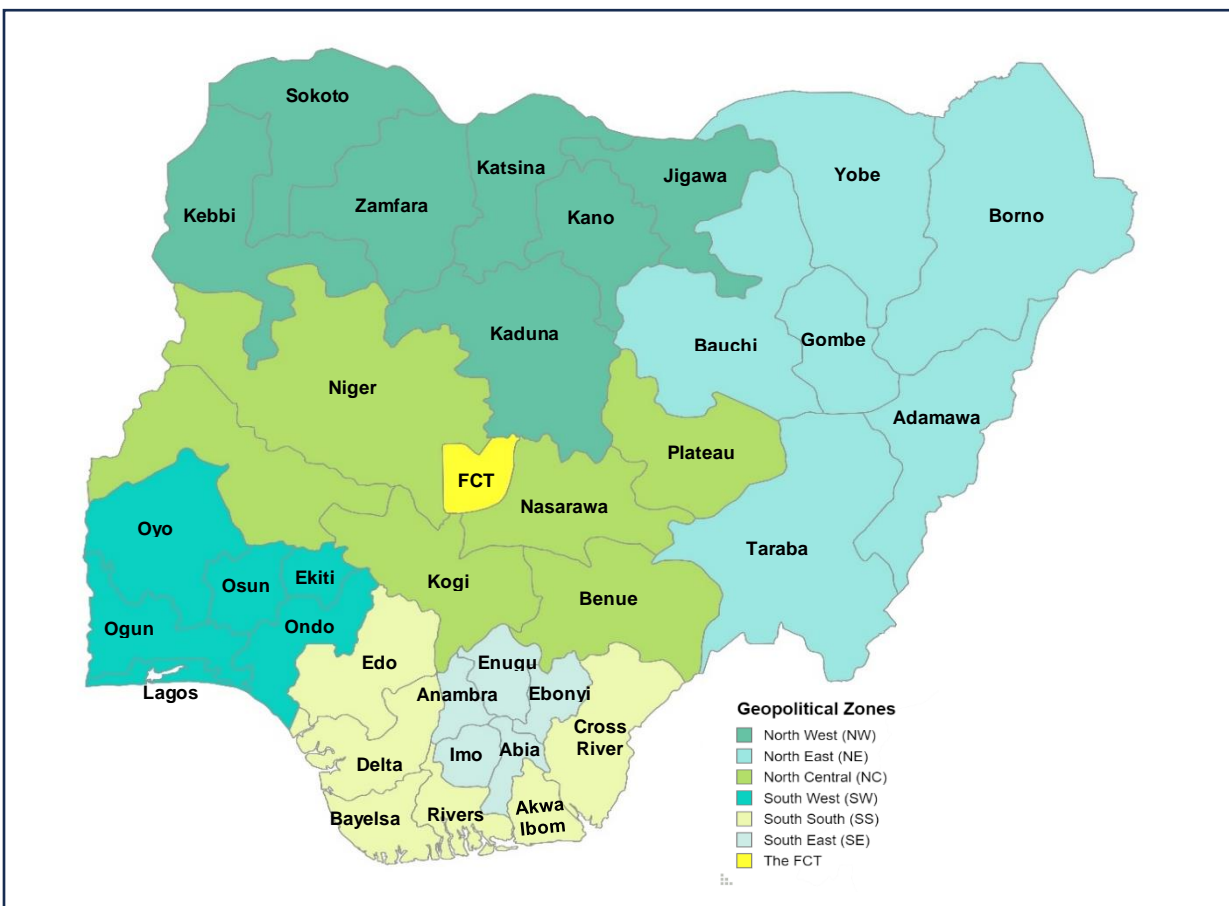 Sokoto
Katsina
Jigawa
Yobe
Kebbi
Zamfara
Kano
Borno
Kaduna
Bauchi
Gombe
Niger
Adamawa
Plateau
FCT
Nasarawa
Oyo
Taraba
Osun
Ekiti
Kogi
Benue
Ogun
Ondo
Edo
Enugu
Lagos
Anambra
Ebonyi
Cross
River
Imo
Abia
Delta
Bayelsa
Rivers
Akwa
Ibom
Geopolitical Zones
North West (NW)
North East (NE)
North Central (NC)
South West (SW)
South South (SS)
South East (SE)
The FCT